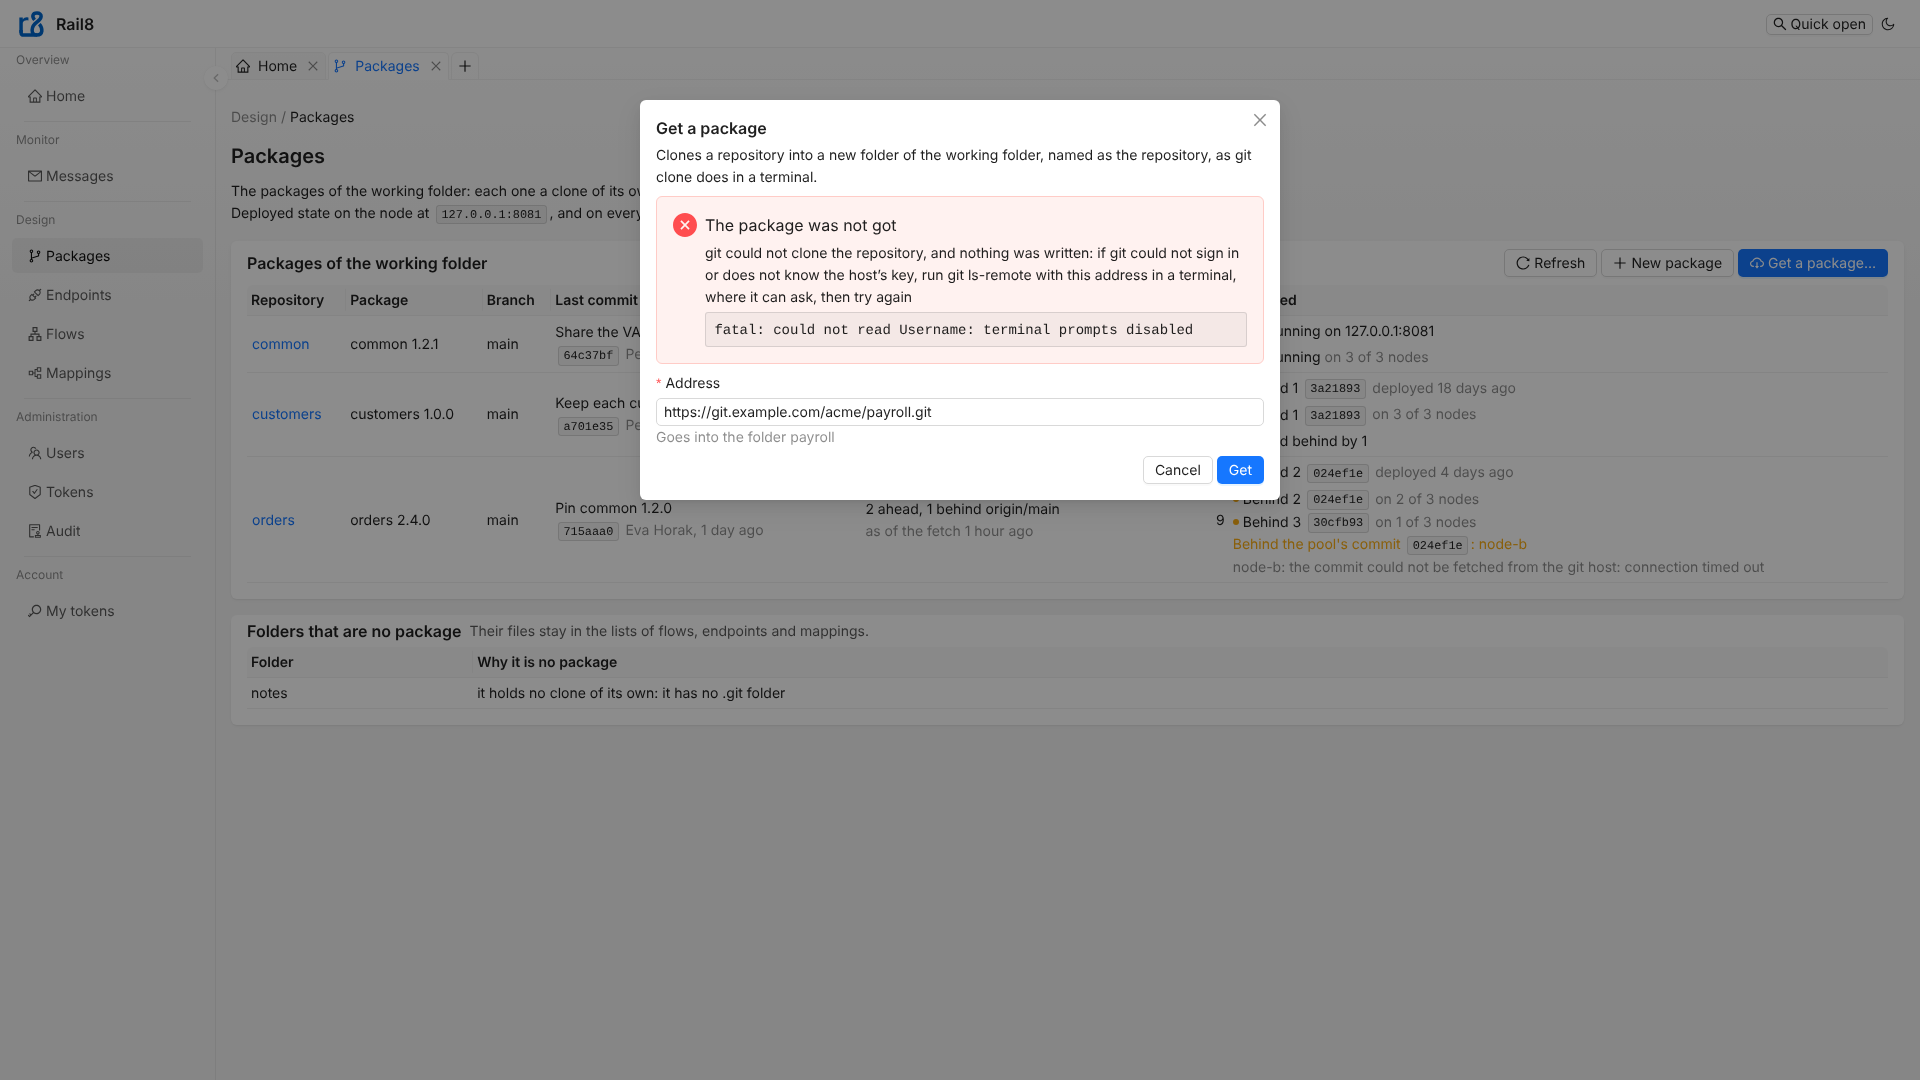 Rail8
Quick open
Overview
Home
Monitor
Messages
Design
Packages
Endpoints
Flows
Mappings
Administration
Users
Tokens
Audit
Account
My tokens
Home
Packages
Design / Packages
Packages
The packages of the working folder: each one a clone of its ow
Deployed state on the node at 127.0.0.1:8081 , and on every
Packages of the working folder
Refresh
New package
Get a package...
Repository Package Branch Last commit ed
common common 1.2.1 main Share the VA
64c37bf Pe
unning on 127.0.0.1:8081
unning on 3 of 3 nodes
customers customers 1.0.0 main Keep each cu
a701e35 Pe
d 1 3a21893 deployed 18 days ago
d 1 3a21893 on 3 of 3 nodes
d behind by 1
orders orders 2.4.0 main Pin common 1.2.0
715aaa0 Eva Horak, 1 day ago
2 ahead, 1 behind origin/main
as of the fetch 1 hour ago
9
d 2 024ef1e deployed 4 days ago
Behind 2 024ef1e on 2 of 3 nodes
Behind 3 30cfb93 on 1 of 3 nodes
Behind the pool's commit 024ef1e : node-b
node-b: the commit could not be fetched from the git host: connection timed out
Folders that are no package Their files stay in the lists of flows, endpoints and mappings.
Folder Why it is no package
notes it holds no clone of its own: it has no .git folder
Get a package
Clones a repository into a new folder of the working folder, named as the repository, as git
clone does in a terminal.
The package was not got
git could not clone the repository, and nothing was written: if git could not sign in
or does not know the host’s key, run git ls-remote with this address in a terminal,
where it can ask, then try again
fatal: could not read Username: terminal prompts disabled
* Address
https://git.example.com/acme/payroll.git
Goes into the folder payroll
Cancel
Get